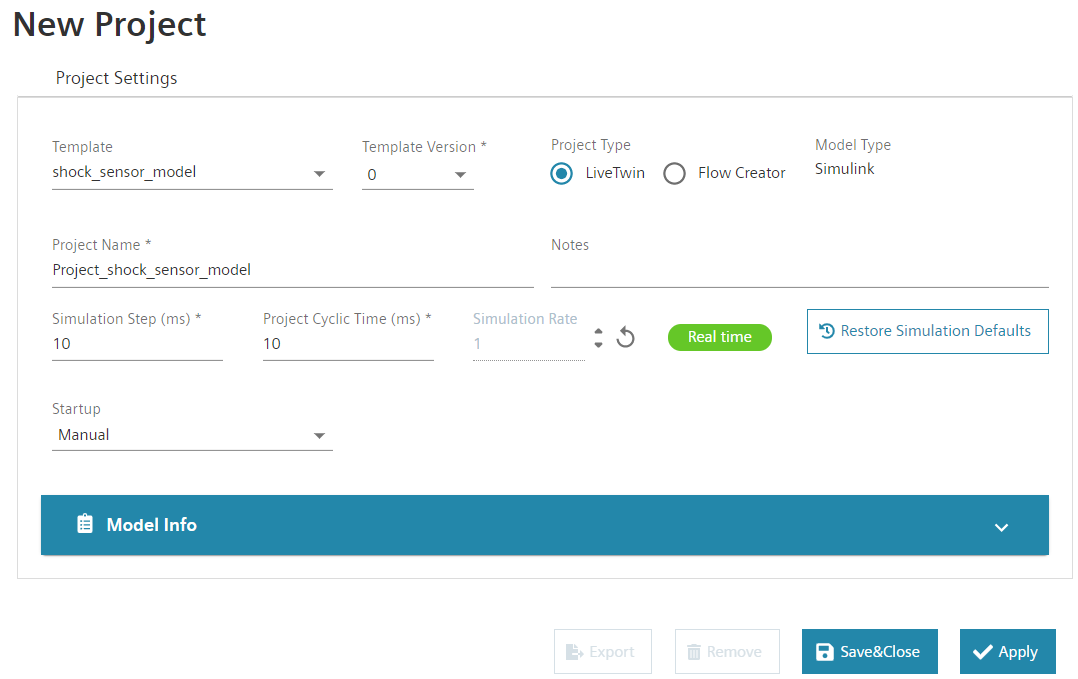 New Project
Project Settings
Template
shock_sensor_model
Template Version *
0
Project Type
LiveTwin
Flow Creator
Model Type
Simulink
Project Name *
Project_shock_sensor_model
Notes
Simulation Step (ms) *
10
Project Cyclic Time (ms) *
10
Simulation Rate
1
Real time
Restore Simulation Defaults
Startup
Manual
Model Info
Export
Remove
Save&Close
Apply